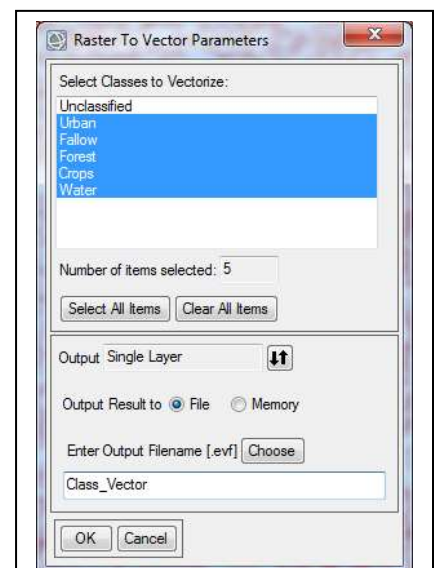 Raster To Vector Parameters
Select Classes to Vectorize:
Unclassified
Urban
Fallow
Forest
Crops
Water
Number of items selected: 5
Select All Items Clear All Items
Output Single Layer
Output Result to File Memory
Enter Output Filename [.evf] Choose
Class_Vector
OK Cancel